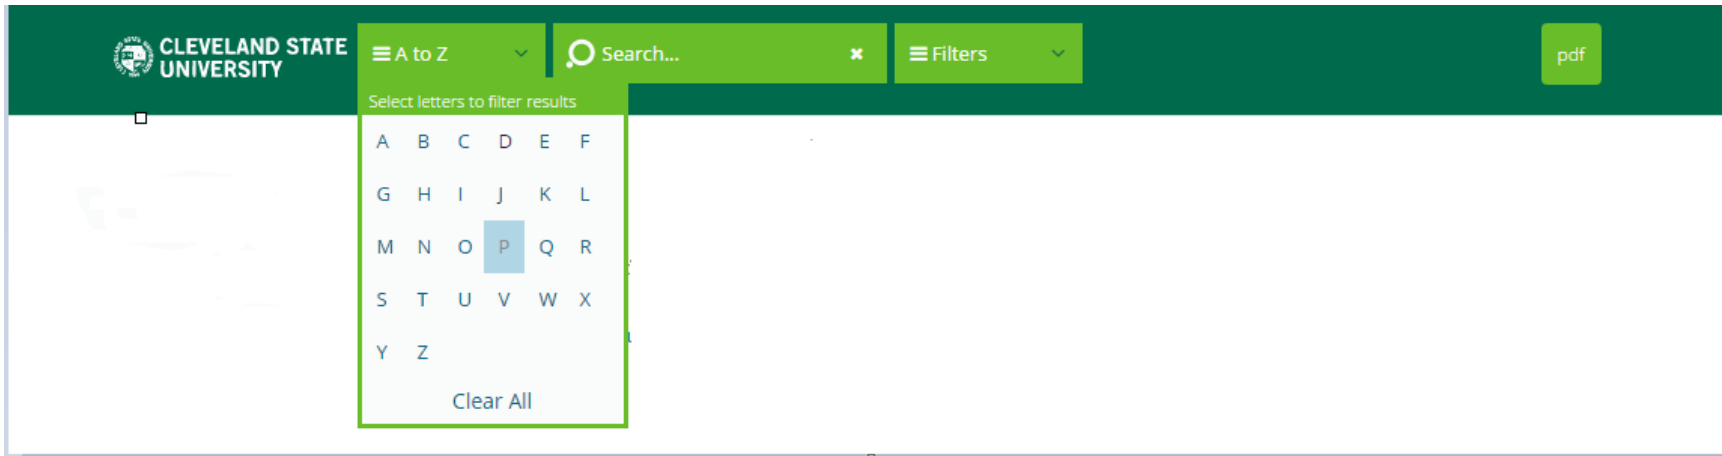 CLEVELAND STATE
UNIVERSITY
A to Z
Search...
Filters
pdf
Select letters to filter results
A B C D E F
G H I J K L
M N O P Q R
S T U V W X
Y Z
Clear All